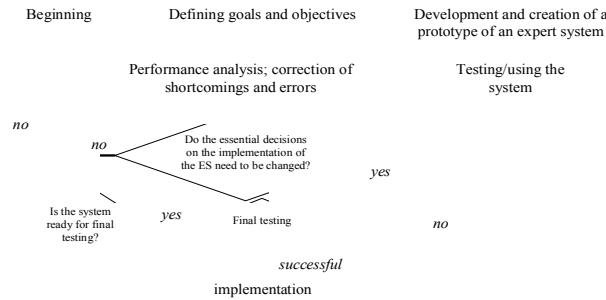 Beginning
Defining goals and objectives
Development and creation of a
prototype of an expert system
Performance analysis; correction of
shortcomings and errors
Testing/using the
system
no
no
Do the essential decisions
on the implementation of
the ES need to be changed?
yes
Is the system
ready for final
testing?
yes
Final testing
no
successful
implementation